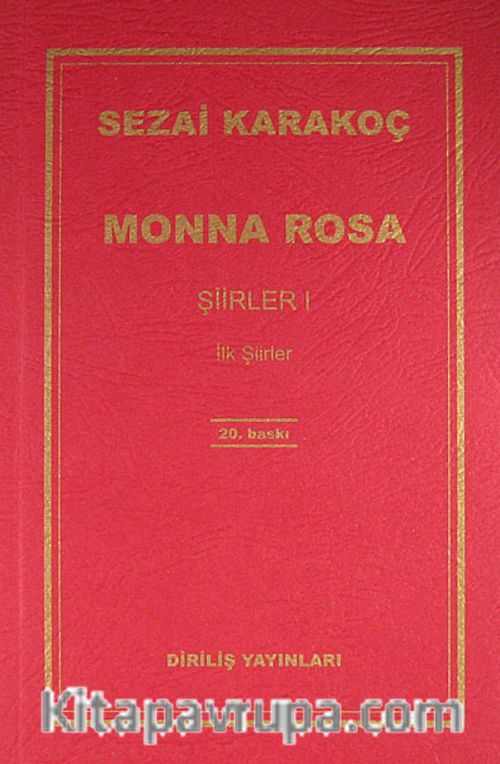 SEZAİ KARAKOÇ
MONNA ROSA
ŞİİRLER I
İlk Şiirler
20. baskı
DİRİLİŞ YAYINLARI
kitapavrupa.com